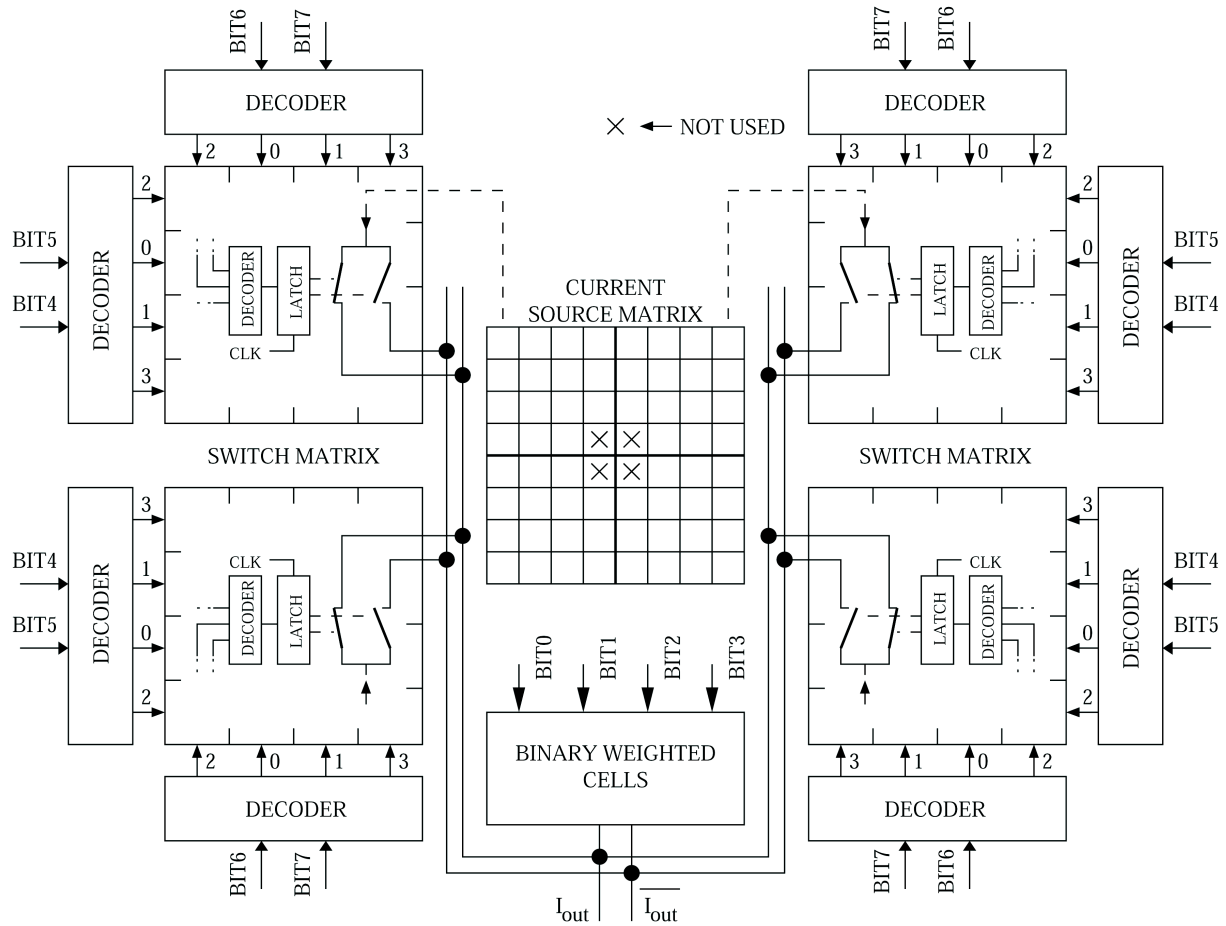 BIT6 BIT7 BIT7 BIT6
DECODER DECODER
NOT USED
2 0 1 3 3 1 0 2
2 2
BIT5 0 0 BIT5
DECODER DECODER LATCH LATCH DECODER DECODER
BIT4 1 1 BIT4
CLK CLK
3 3
CURRENT
SOURCE MATRIX
SWITCH MATRIX SWITCH MATRIX
3 3
BIT4 1 CLK CLK 1 BIT4
DECODER DECODER LATCH LATCH DECODER DECODER
BIT5 0 0 BIT5
2 2
BIT0 BIT1 BIT2 BIT3
BINARY WEIGHTED
CELLS
2 0 1 3 3 1 0 2
DECODER DECODER
BIT6 BIT7 BIT7 BIT6
Iout I̅o̅u̅t̅